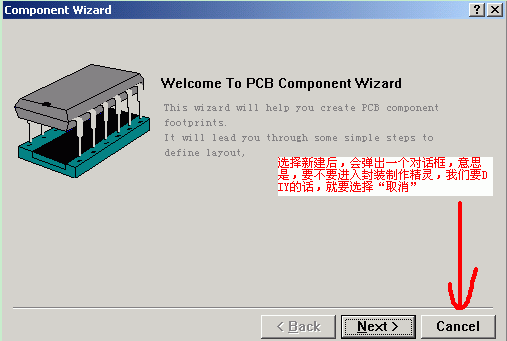 Component Wizard
Welcome To PCB Component Wizard
This wizard will help you create PCB component
footprints.
It will lead you through some simple steps to
define layout,
选择新建后，会弹出一个对话框，意思
是，要不要进入封装制作精灵，我们要D
IY的话，就要选择“取消”
< Back
Next >
Cancel